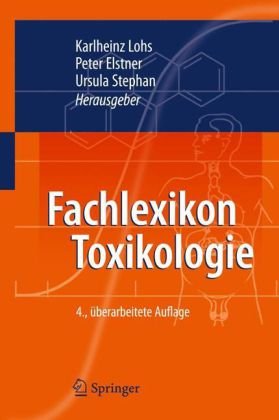 Karlheinz Lohs
Peter Elstner
Ursula Stephan
Herausgeber
Fachlexikon
Toxikologie
4., überarbeitete Auflage
Springer